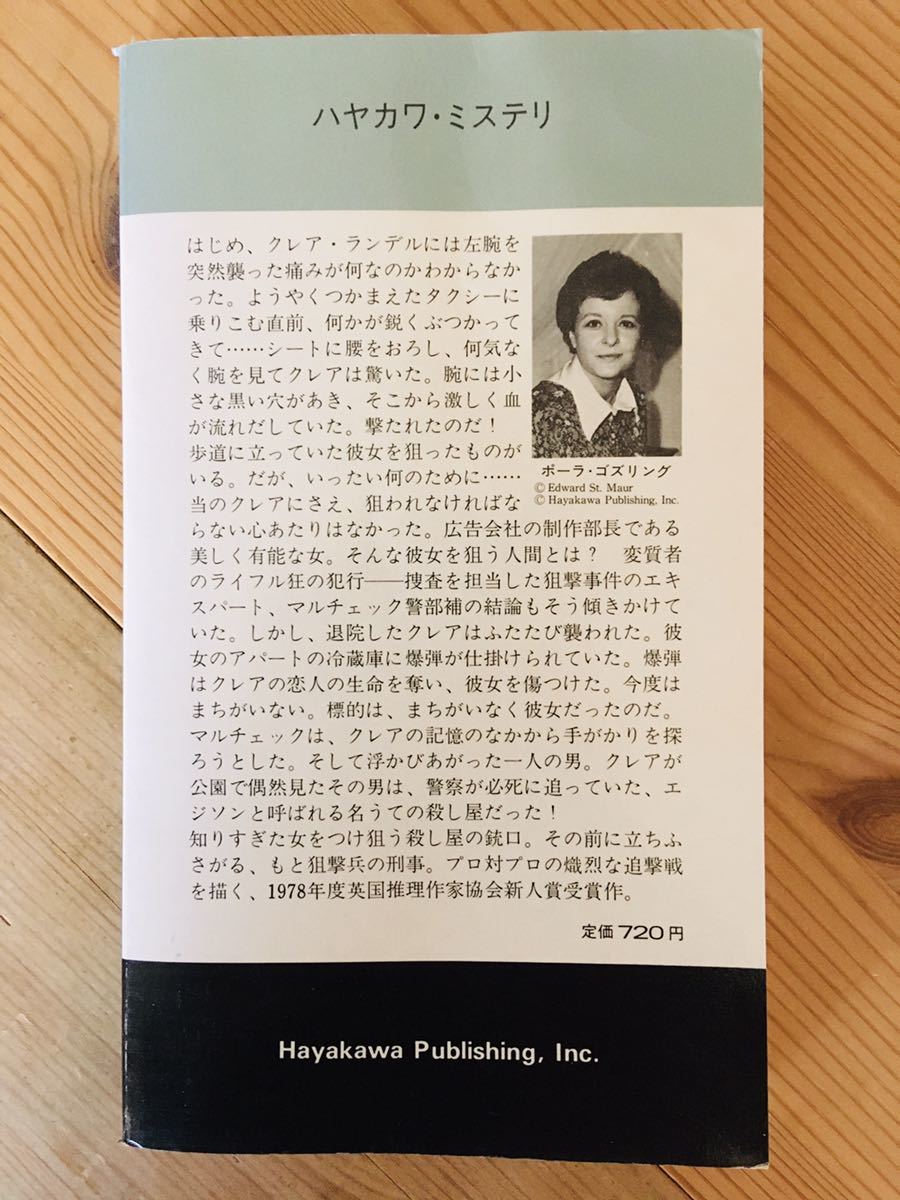 ハヤカワ・ミステリ
はじめ、クレア・ランデルには左腕を
突然襲った痛みが何なのかわからなか
った。ようやくつかまえたタクシーに
乗りこむ直前、何かが鋭くぶつかって
きて……シートに腰をおろし、何気な
く腕を見てクレアは驚いた。腕には小
さな黒い穴があき、そこから激しく血
が流れだしていた。撃たれたのだ！
歩道に立っていた彼女を狙ったものが
いる。だが、いったい何のために……
当のクレアにさえ、狙われなければな
らない心あたりはなかった。広告会社の制作部長である
美しく有能な女。そんな彼女を狙う人間とは？　変質者
のライフル狂の犯行――捜査を担当した狙撃事件のエキ
スパート、マルチェック警部補の結論もそう傾きかけて
いた。しかし、退院したクレアはふたたび襲われた。彼
女のアパートの冷蔵庫に爆弾が仕掛けられていた。爆弾
はクレアの恋人の生命を奪い、彼女を傷つけた。今度は
まちがいない。標的は、まちがいなく彼女だったのだ。
マルチェックは、クレアの記憶のなかから手がかりを探
ろうとした。そして浮かびあがった一人の男。クレアが
公園で偶然見たその男は、警察が必死に追っていた、エ
ジソンと呼ばれる名うての殺し屋だった！
知りすぎた女をつけ狙う殺し屋の銃口。その前に立ちふ
さがる、もと狙撃兵の刑事。プロ対プロの熾烈な追撃戦
を描く、1978年度英国推理作家協会新人賞受賞作。
ポーラ・ゴズリング
© Edward St. Maur
© Hayakawa Publishing, Inc.
定価 720円
Hayakawa Publishing, Inc.